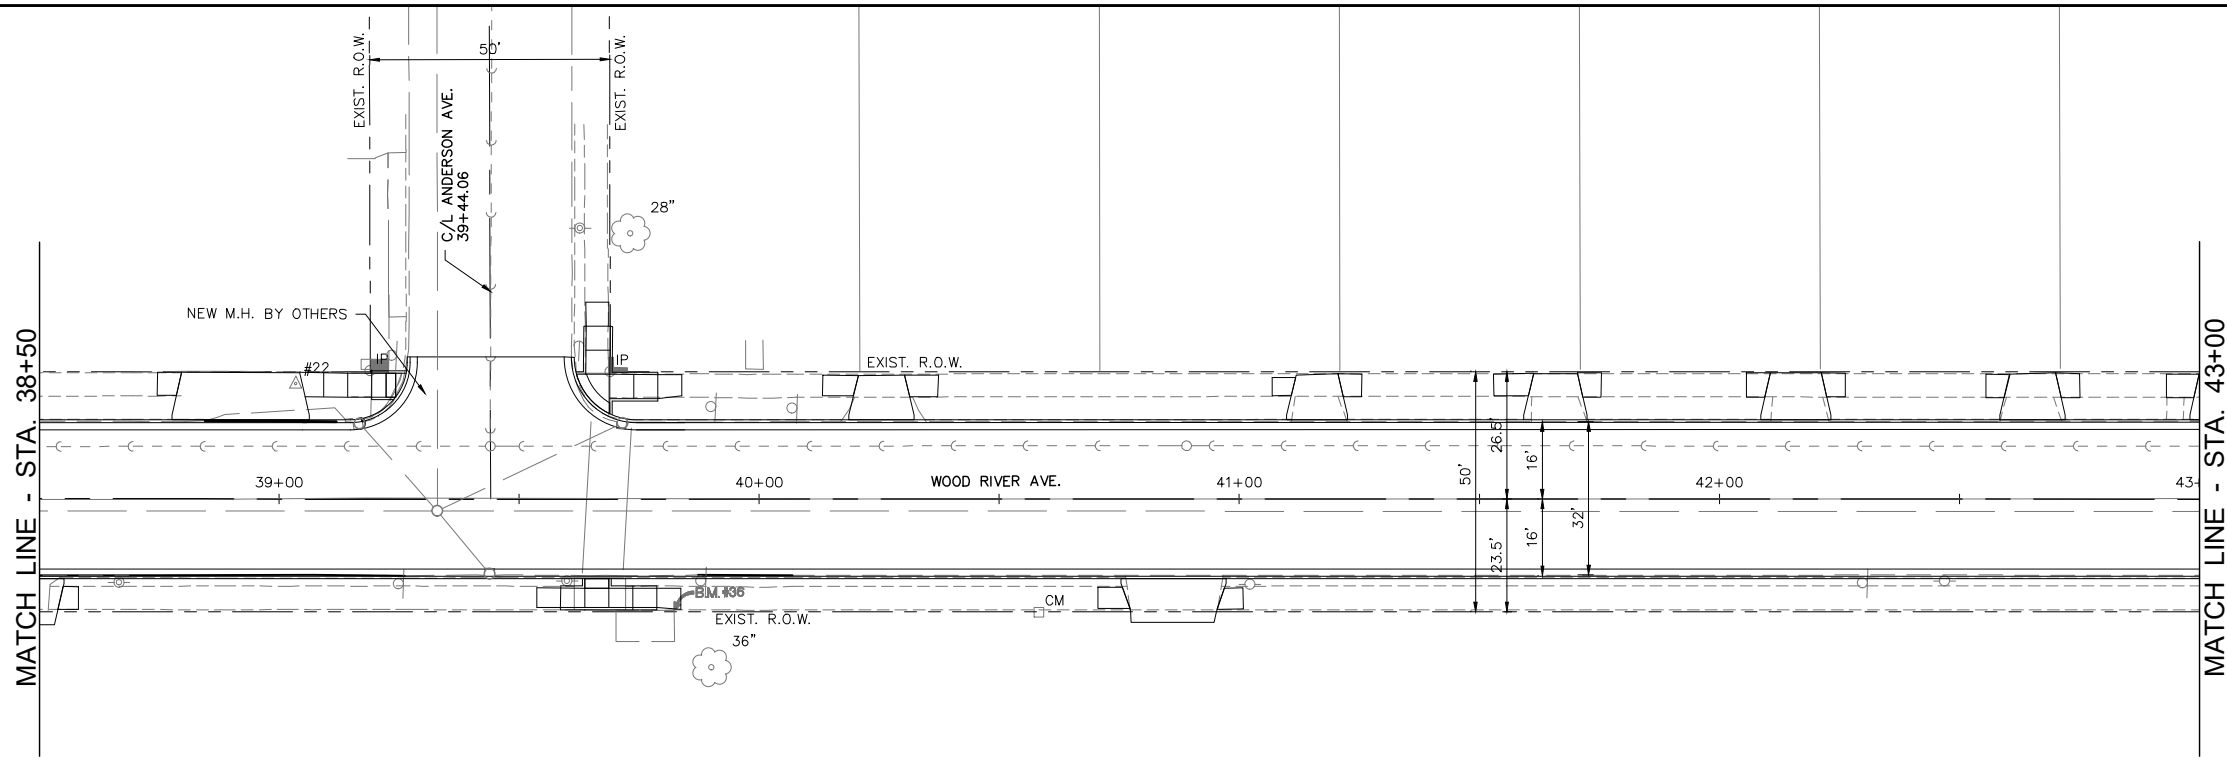 50'
EXIST. R.O.W.
EXIST. R.O.W.
C/L ANDERSON AVE.
39+44.06
28"
NEW M.H. BY OTHERS
MATCH LINE - STA. 38+50
#22
IP
IP
EXIST. R.O.W.
MATCH LINE - STA. 43+00
26.5'
16'
50'
39+00
40+00
WOOD RIVER AVE.
41+00
42+00
43+
32'
16'
23.5'
B.M. #36
CM
EXIST. R.O.W.
36"